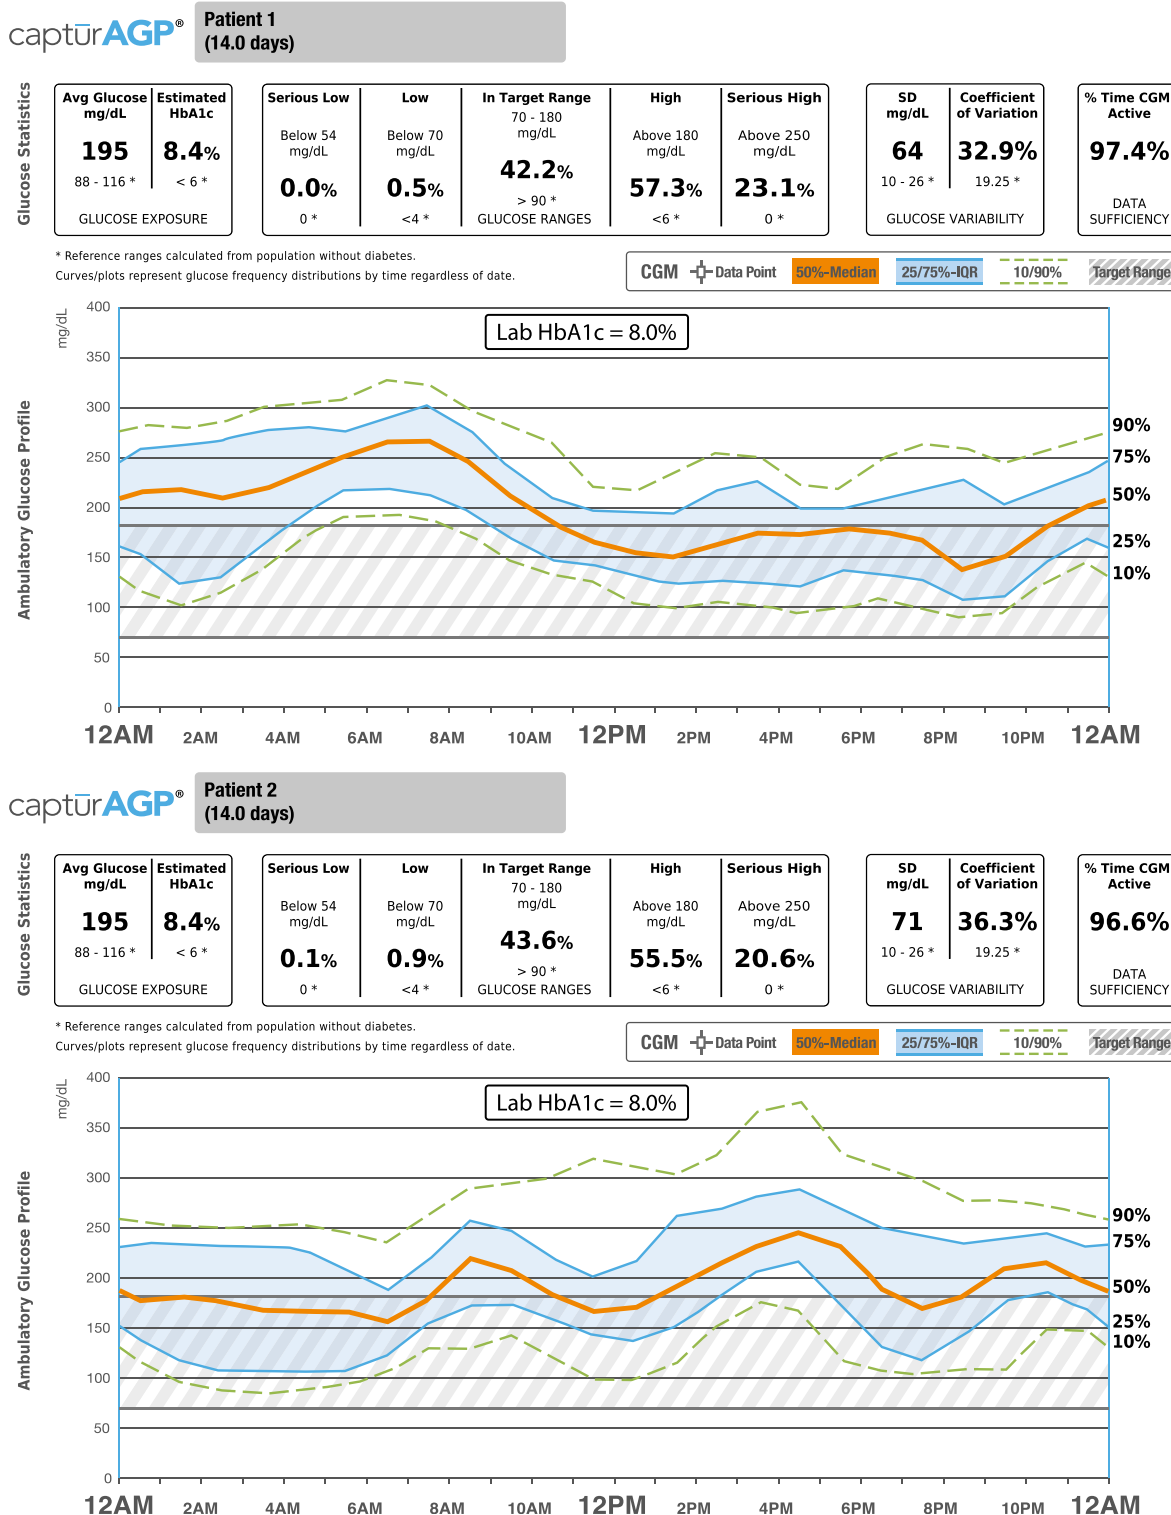 captūrAGP®
Patient 1
(14.0 days)
Glucose Statistics
Avg Glucose
mg/dL
195
88 - 116 *
Estimated
HbA1c
8.4%
< 6 *
GLUCOSE EXPOSURE
Serious Low
Below 54
mg/dL
0.0%
0 *
Low
Below 70
mg/dL
0.5%
<4 *
In Target Range
70 - 180
mg/dL
42.2%
> 90 *
High
Above 180
mg/dL
57.3%
<6 *
Serious High
Above 250
mg/dL
23.1%
0 *
GLUCOSE RANGES
SD
mg/dL
64
10 - 26 *
Coefficient
of Variation
32.9%
19.25 *
GLUCOSE VARIABILITY
% Time CGM
Active
97.4%
DATA
SUFFICIENCY
* Reference ranges calculated from population without diabetes.
Curves/plots represent glucose frequency distributions by time regardless of date.
CGM Data Point 50%-Median 25/75%-IQR 10/90% Target Range
Ambulatory Glucose Profile
mg/dL
400
350
300
250
200
150
100
50
0
Lab HbA1c = 8.0%
90%
75%
50%
25%
10%
12AM 2AM 4AM 6AM 8AM 10AM 12PM 2PM 4PM 6PM 8PM 10PM 12AM
captūrAGP®
Patient 2
(14.0 days)
Glucose Statistics
Avg Glucose
mg/dL
195
88 - 116 *
Estimated
HbA1c
8.4%
< 6 *
GLUCOSE EXPOSURE
Serious Low
Below 54
mg/dL
0.1%
0 *
Low
Below 70
mg/dL
0.9%
<4 *
In Target Range
70 - 180
mg/dL
43.6%
> 90 *
High
Above 180
mg/dL
55.5%
<6 *
Serious High
Above 250
mg/dL
20.6%
0 *
GLUCOSE RANGES
SD
mg/dL
71
10 - 26 *
Coefficient
of Variation
36.3%
19.25 *
GLUCOSE VARIABILITY
% Time CGM
Active
96.6%
DATA
SUFFICIENCY
* Reference ranges calculated from population without diabetes.
Curves/plots represent glucose frequency distributions by time regardless of date.
CGM Data Point 50%-Median 25/75%-IQR 10/90% Target Range
Ambulatory Glucose Profile
mg/dL
400
350
300
250
200
150
100
50
0
Lab HbA1c = 8.0%
90%
75%
50%
25%
10%
12AM 2AM 4AM 6AM 8AM 10AM 12PM 2PM 4PM 6PM 8PM 10PM 12AM